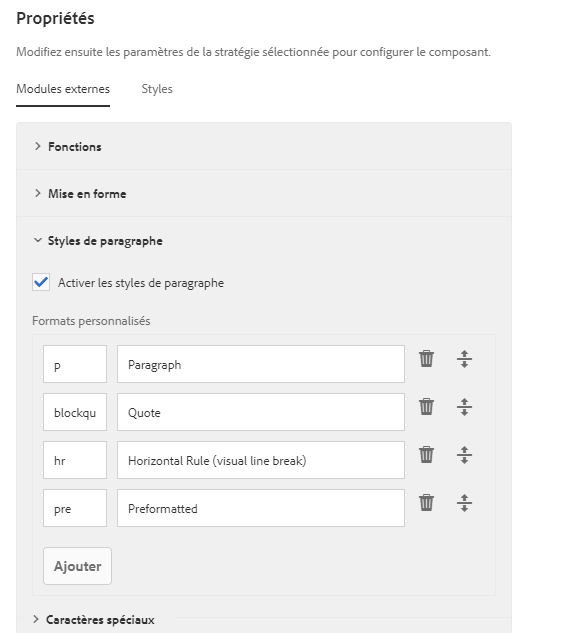 Propriétés
Modifiez ensuite les paramètres de la stratégie sélectionnée pour configurer le composant.
Modules externes Styles
Fonctions
Mise en forme
Styles de paragraphe
Activer les styles de paragraphe
Formats personnalisés
p Paragraph
blockqu Quote
hr Horizontal Rule (visual line break)
pre Preformatted
Ajouter
Caractères spéciaux